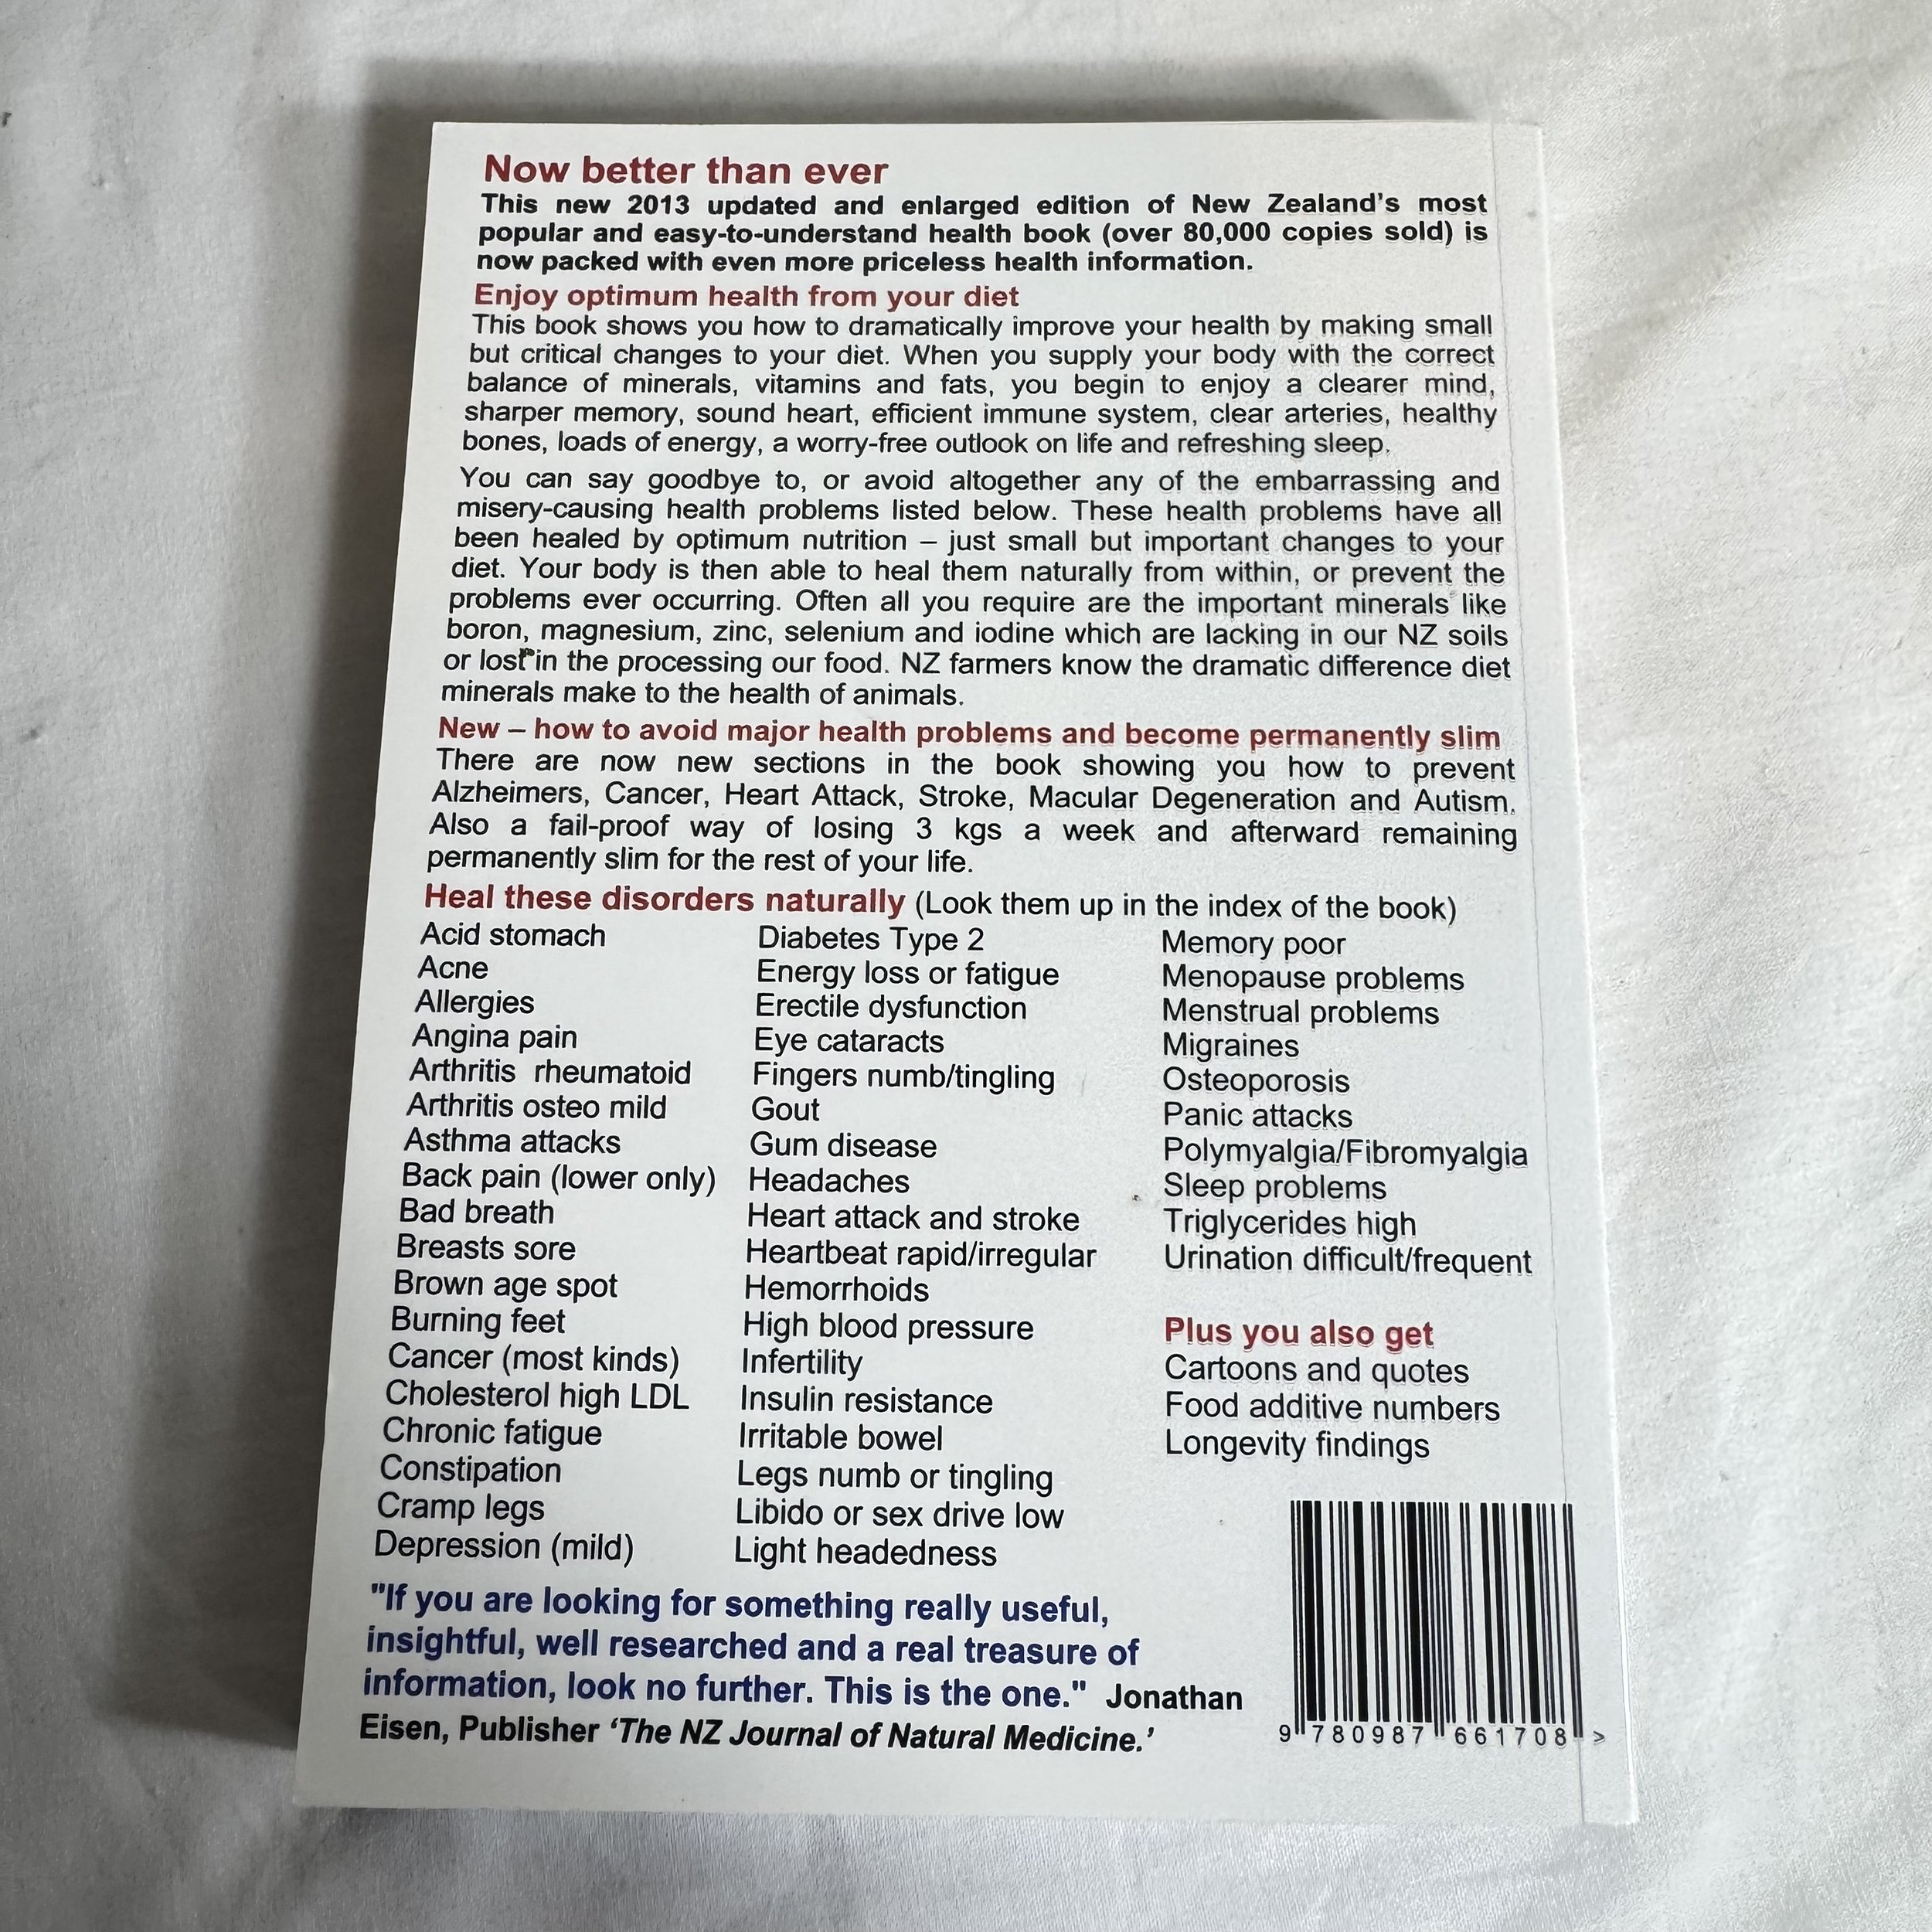 Now better than ever
This new 2013 updated and enlarged edition of New Zealand's most
popular and easy-to-understand health book (over 80,000 copies sold) is
now packed with even more priceless health information.
Enjoy optimum health from your diet
This book shows you how to dramatically improve your health by making small
but critical changes to your diet. When you supply your body with the correct
balance of minerals, vitamins and fats, you begin to enjoy a clearer mind,
sharper memory, sound heart, efficient immune system, clear arteries, healthy
bones, loads of energy, a worry-free outlook on life and refreshing sleep.
You can say goodbye to, or avoid altogether any of the embarrassing and
misery-causing health problems listed below. These health problems have all
been healed by optimum nutrition – just small but important changes to your
diet. Your body is then able to heal them naturally from within, or prevent the
problems ever occurring. Often all you require are the important minerals like
boron, magnesium, zinc, selenium and iodine which are lacking in our NZ soils
or lost in the processing our food. NZ farmers know the dramatic difference diet
minerals make to the health of animals.
New – how to avoid major health problems and become permanently slim
There are now new sections in the book showing you how to prevent
Alzheimers, Cancer, Heart Attack, Stroke, Macular Degeneration and Autism.
Also a fail-proof way of losing 3 kgs a week and afterward remaining
permanently slim for the rest of your life.
Heal these disorders naturally (Look them up in the index of the book)
Acid stomach
Acne
Allergies
Angina pain
Arthritis rheumatoid
Arthritis osteo mild
Asthma attacks
Back pain (lower only)
Bad breath
Breasts sore
Brown age spot
Burning feet
Cancer (most kinds)
Cholesterol high LDL
Chronic fatigue
Constipation
Cramp legs
Depression (mild)
Diabetes Type 2
Energy loss or fatigue
Erectile dysfunction
Eye cataracts
Fingers numb/tingling
Gout
Gum disease
Headaches
Heart attack and stroke
Heartbeat rapid/irregular
Hemorrhoids
High blood pressure
Infertility
Insulin resistance
Irritable bowel
Legs numb or tingling
Libido or sex drive low
Light headedness
Memory poor
Menopause problems
Menstrual problems
Migraines
Osteoporosis
Panic attacks
Polymyalgia/Fibromyalgia
Sleep problems
Triglycerides high
Urination difficult/frequent
Plus you also get
Cartoons and quotes
Food additive numbers
Longevity findings
"If you are looking for something really useful,
insightful, well researched and a real treasure of
information, look no further. This is the one." Jonathan
Eisen, Publisher 'The NZ Journal of Natural Medicine.'
9 780987 661708 >